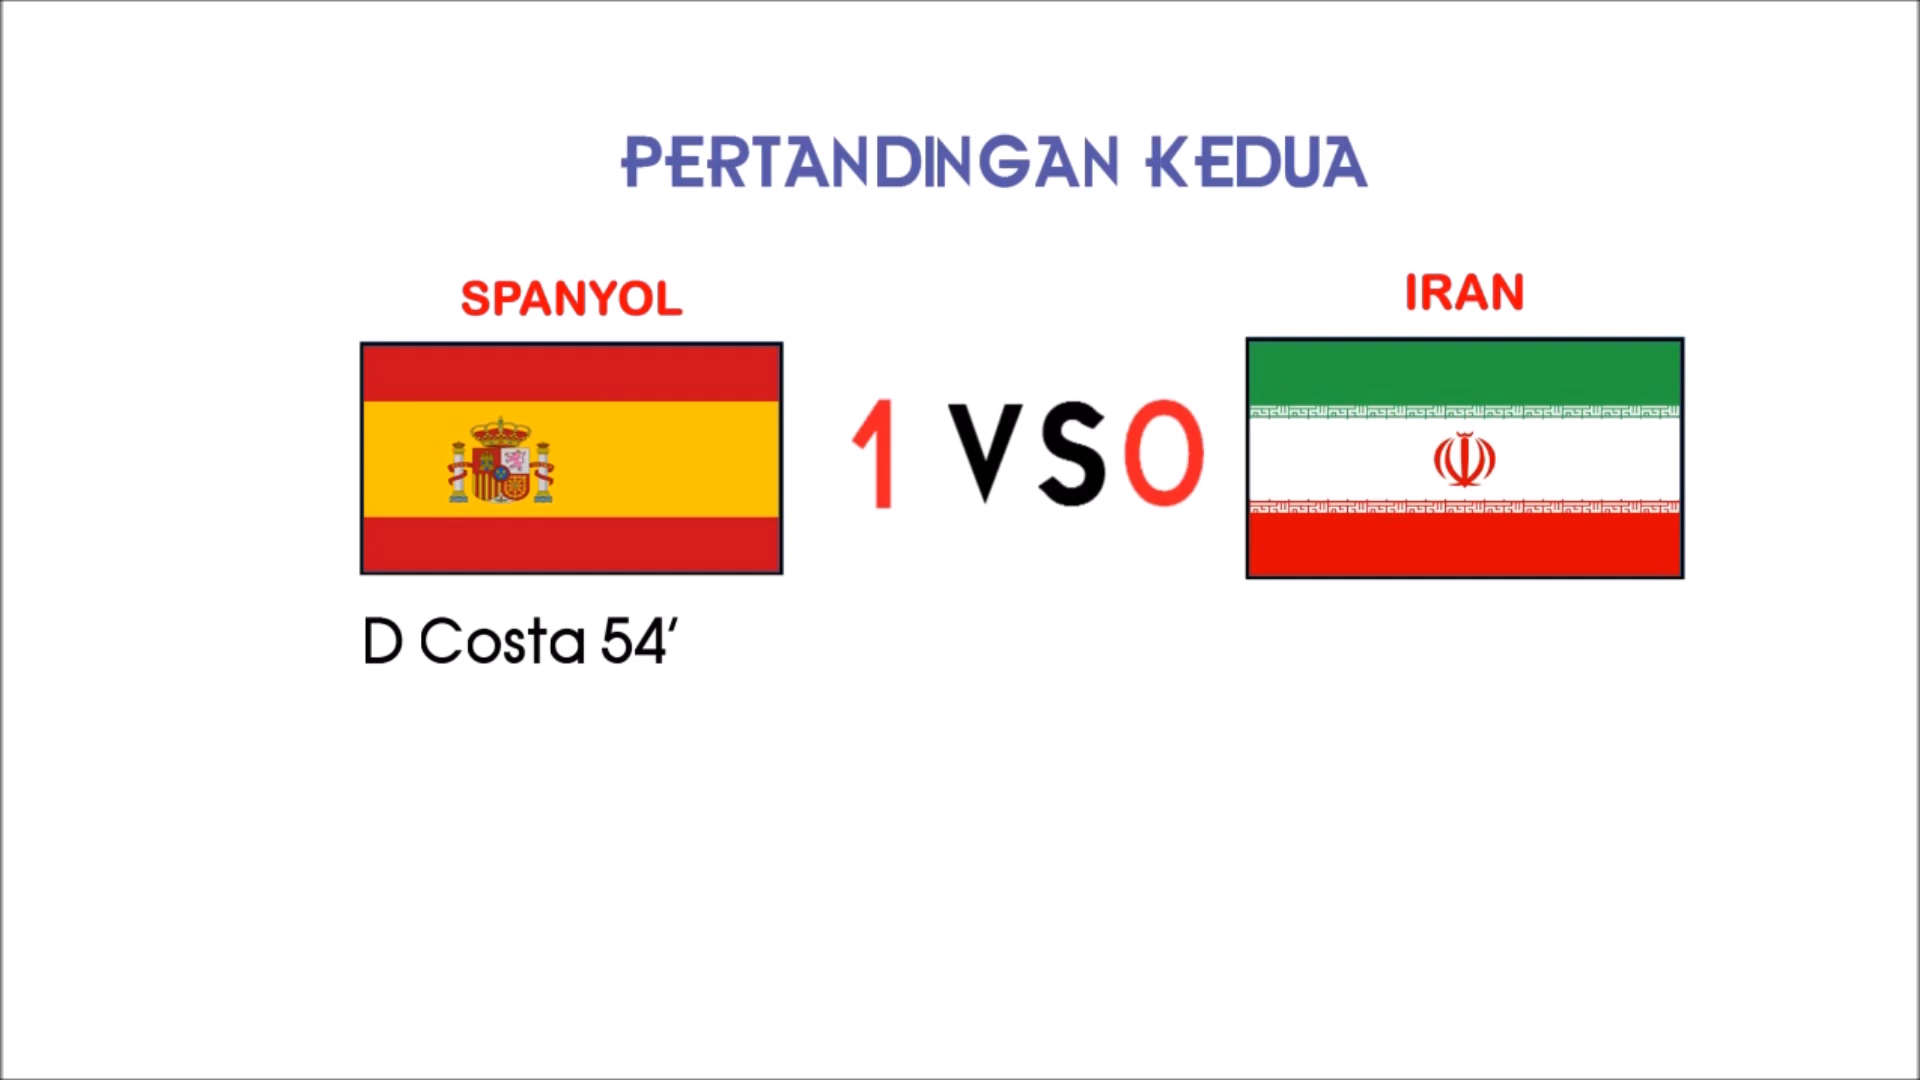 PERTANDINGAN KEDUA
SPANYOL
IRAN
1 VS 0
D Costa 54'